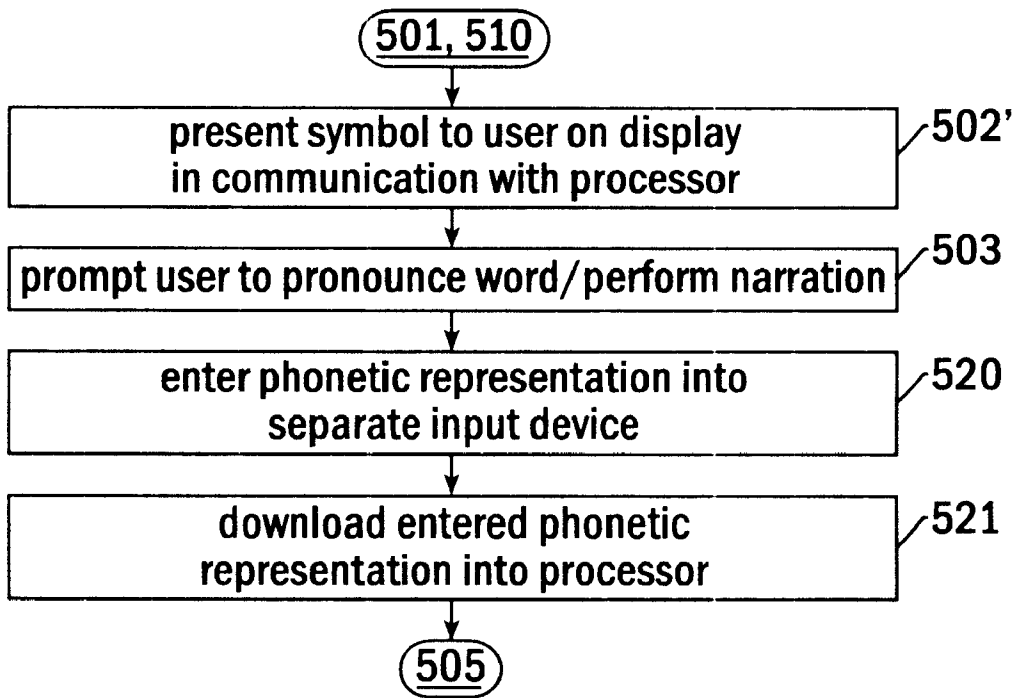 501, 510
present symbol to user on display
in communication with processor
502'
prompt user to pronounce word/perform narration
503
enter phonetic representation into
separate input device
520
download entered phonetic
representation into processor
521
505